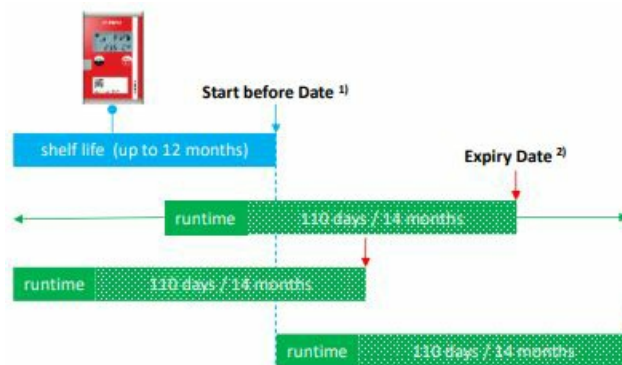 Start before Date 1)
shelf life (up to 12 months)
Expiry Date 2)
runtime 110 days / 14 months
runtime 110 days / 14 months
runtime 110 days / 14 months